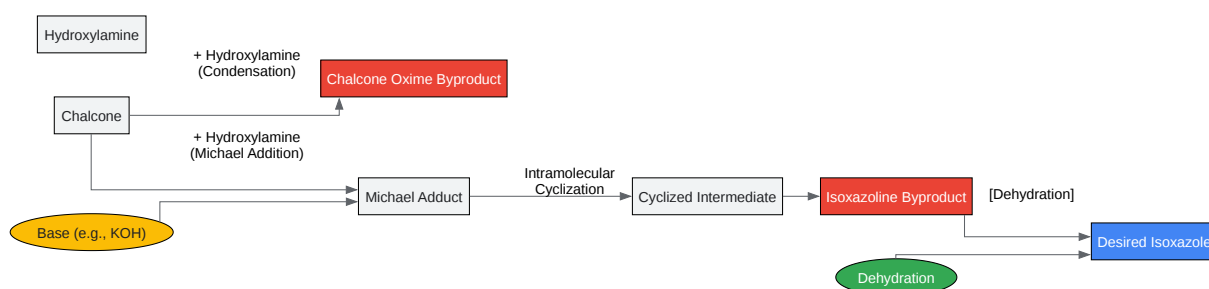 Hydroxylamine
+ Hydroxylamine
(Condensation)
Chalcone Oxime Byproduct
Chalcone
+ Hydroxylamine
(Michael Addition)
Intramolecular
Cyclization
Michael Adduct
Cyclized Intermediate
Isoxazoline Byproduct
[Dehydration]
Base (e.g., KOH)
Desired Isoxazole
Dehydration